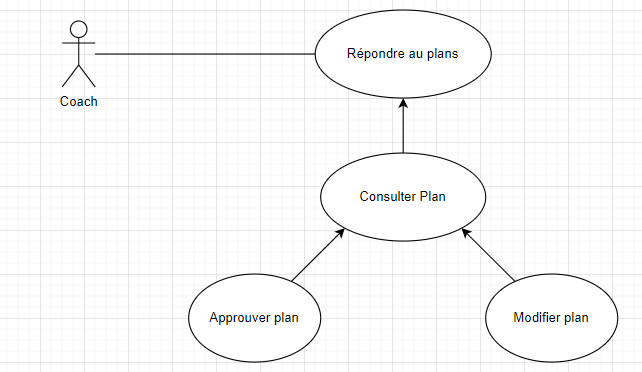 Répondre au plans
Coach
Consulter Plan
Approuver plan
Modifier plan